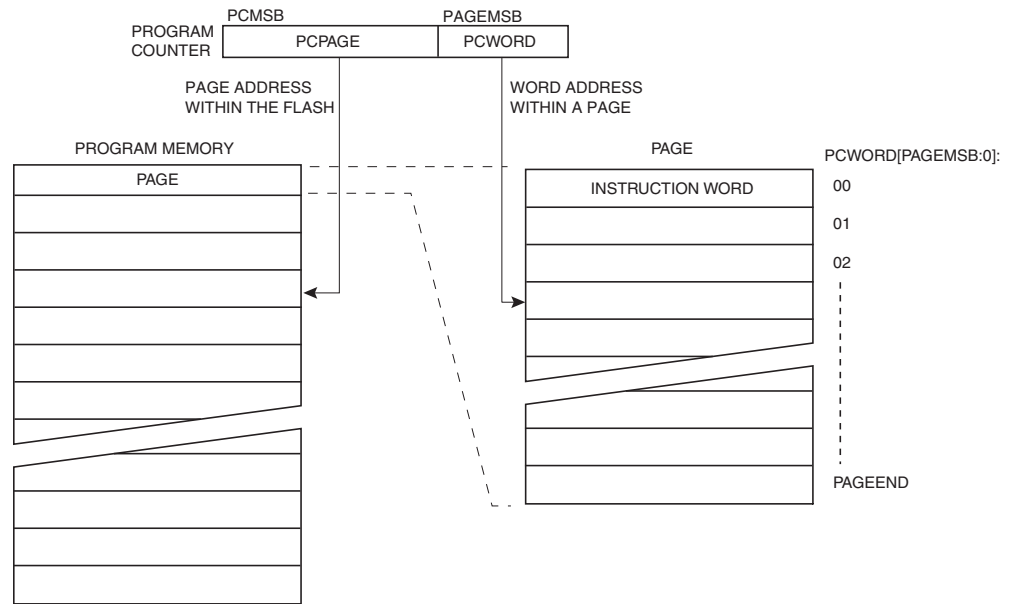 PCMSB
PAGEMSB
PROGRAM
COUNTER
PCPAGE
PCWORD
PAGE ADDRESS
WITHIN THE FLASH
WORD ADDRESS
WITHIN A PAGE
PROGRAM MEMORY
PAGE
PAGE
PCWORD[PAGEMSB:0]:
INSTRUCTION WORD
00
01
02
PAGEEND